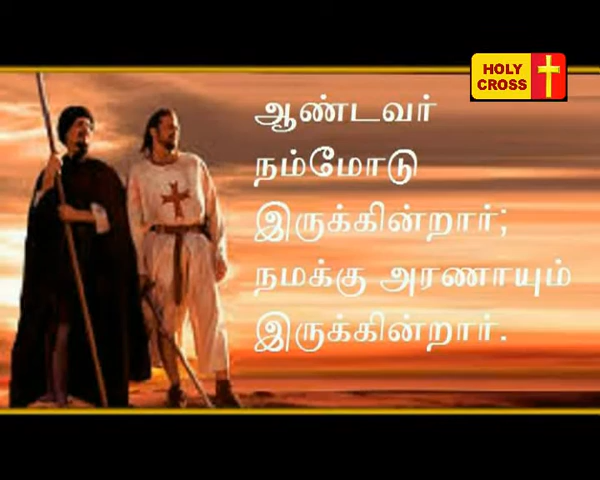 HOLY
CROSS
ஆண்டவர்
நம்மோடு
இருக்கின்றார்;
நமக்கு அரணாயும்
இருக்கின்றார்.